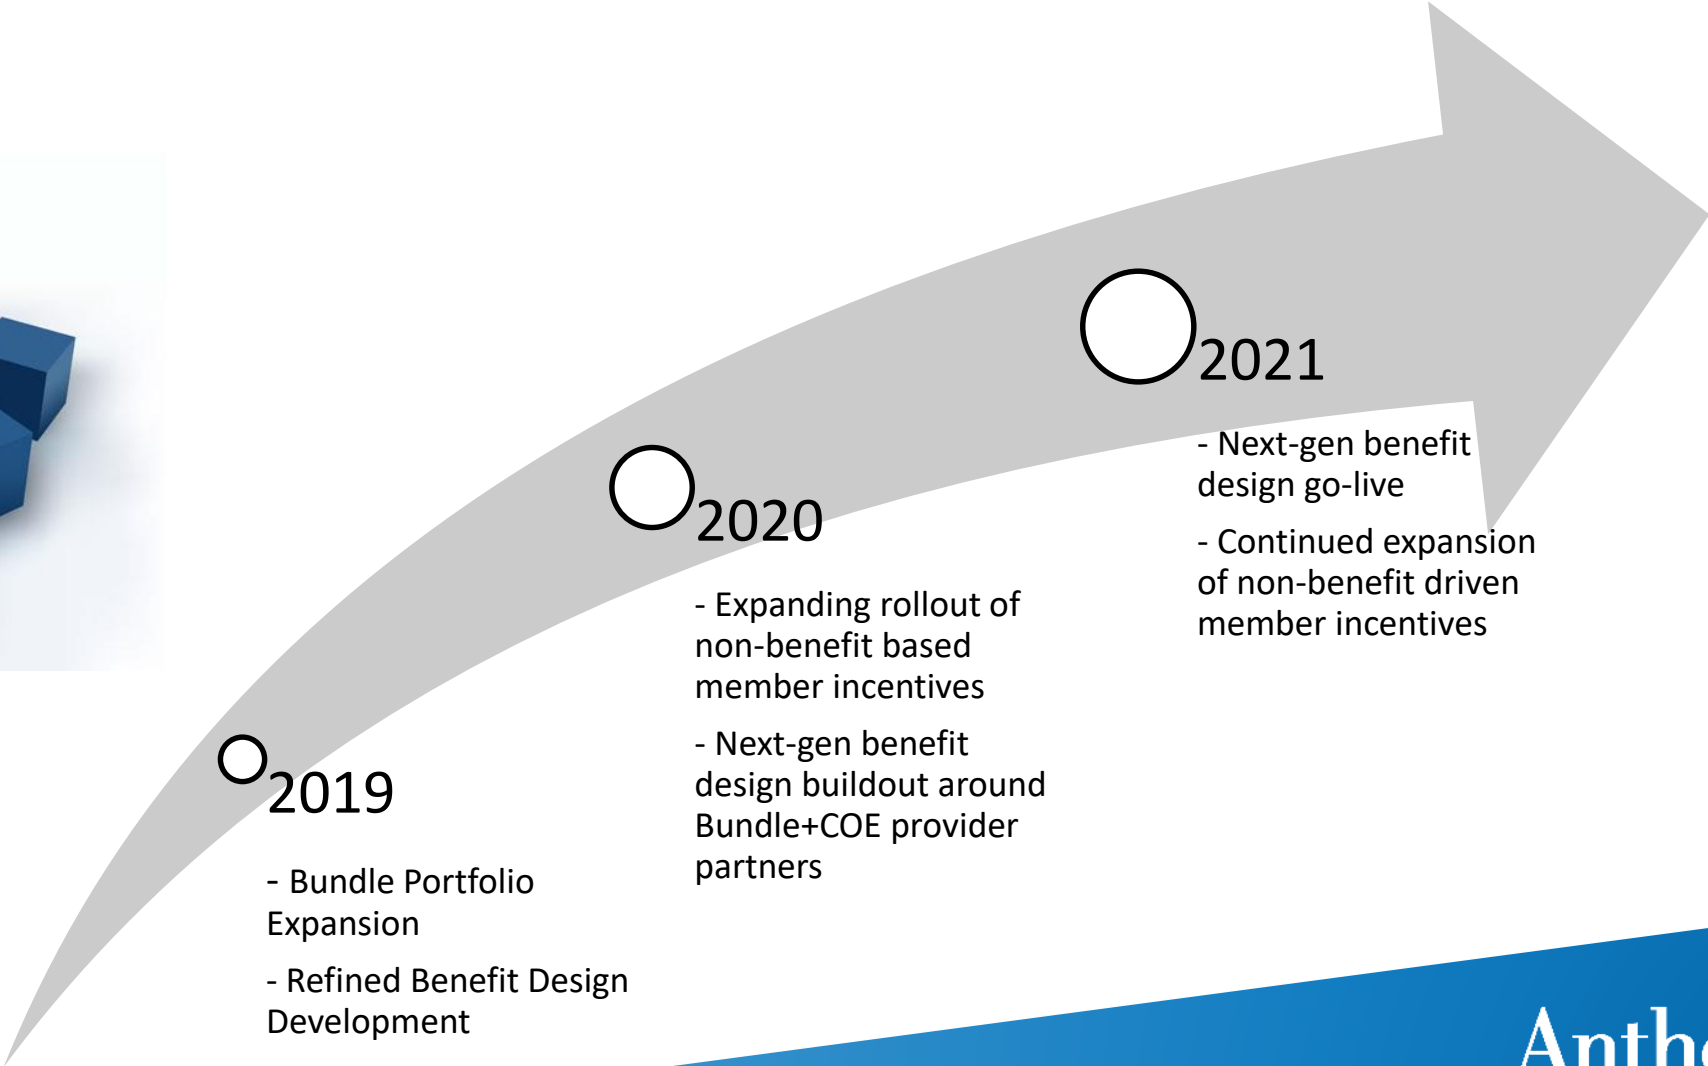 2019
- Bundle Portfolio
Expansion
- Refined Benefit Design
Development
2020
- Expanding rollout of
non-benefit based
member incentives
- Next-gen benefit
design buildout around
Bundle+COE provider
partners
2021
- Next-gen benefit
design go-live
- Continued expansion
of non-benefit driven
member incentives